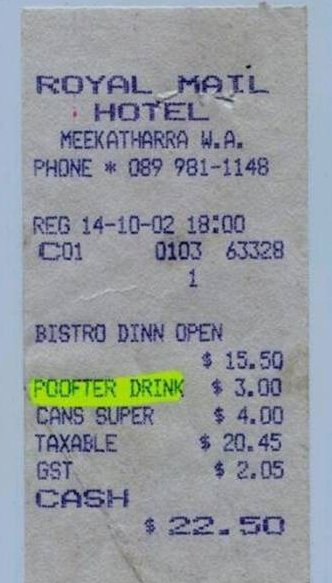 ROYAL MAIL
HOTEL
MEEKATHARRA W.A.
PHONE * 089 981-1148
REG 14-10-02 18:00
C01 0103 63328
1
BISTRO DINN OPEN
$ 15.50
POOFTER DRINK $ 3.00
CANS SUPER $ 4.00
TAXABLE $ 20.45
GST $ 2.05
CASH
$ 22.50